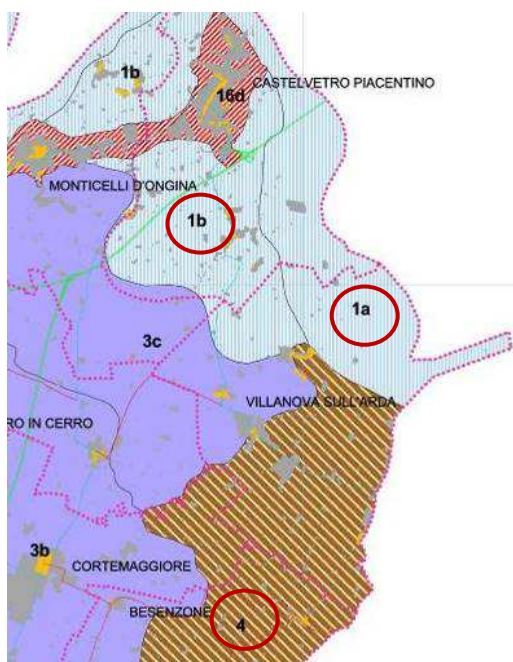 1b
16d
CASTELVETRO PIACENTINO
MONTICELLI D'ONGINA
1b
1a
3c
VILLANOVA SULL'ARDA
RO IN CERRO
3b
CORTEMAGGIORE
BESENZONE
4